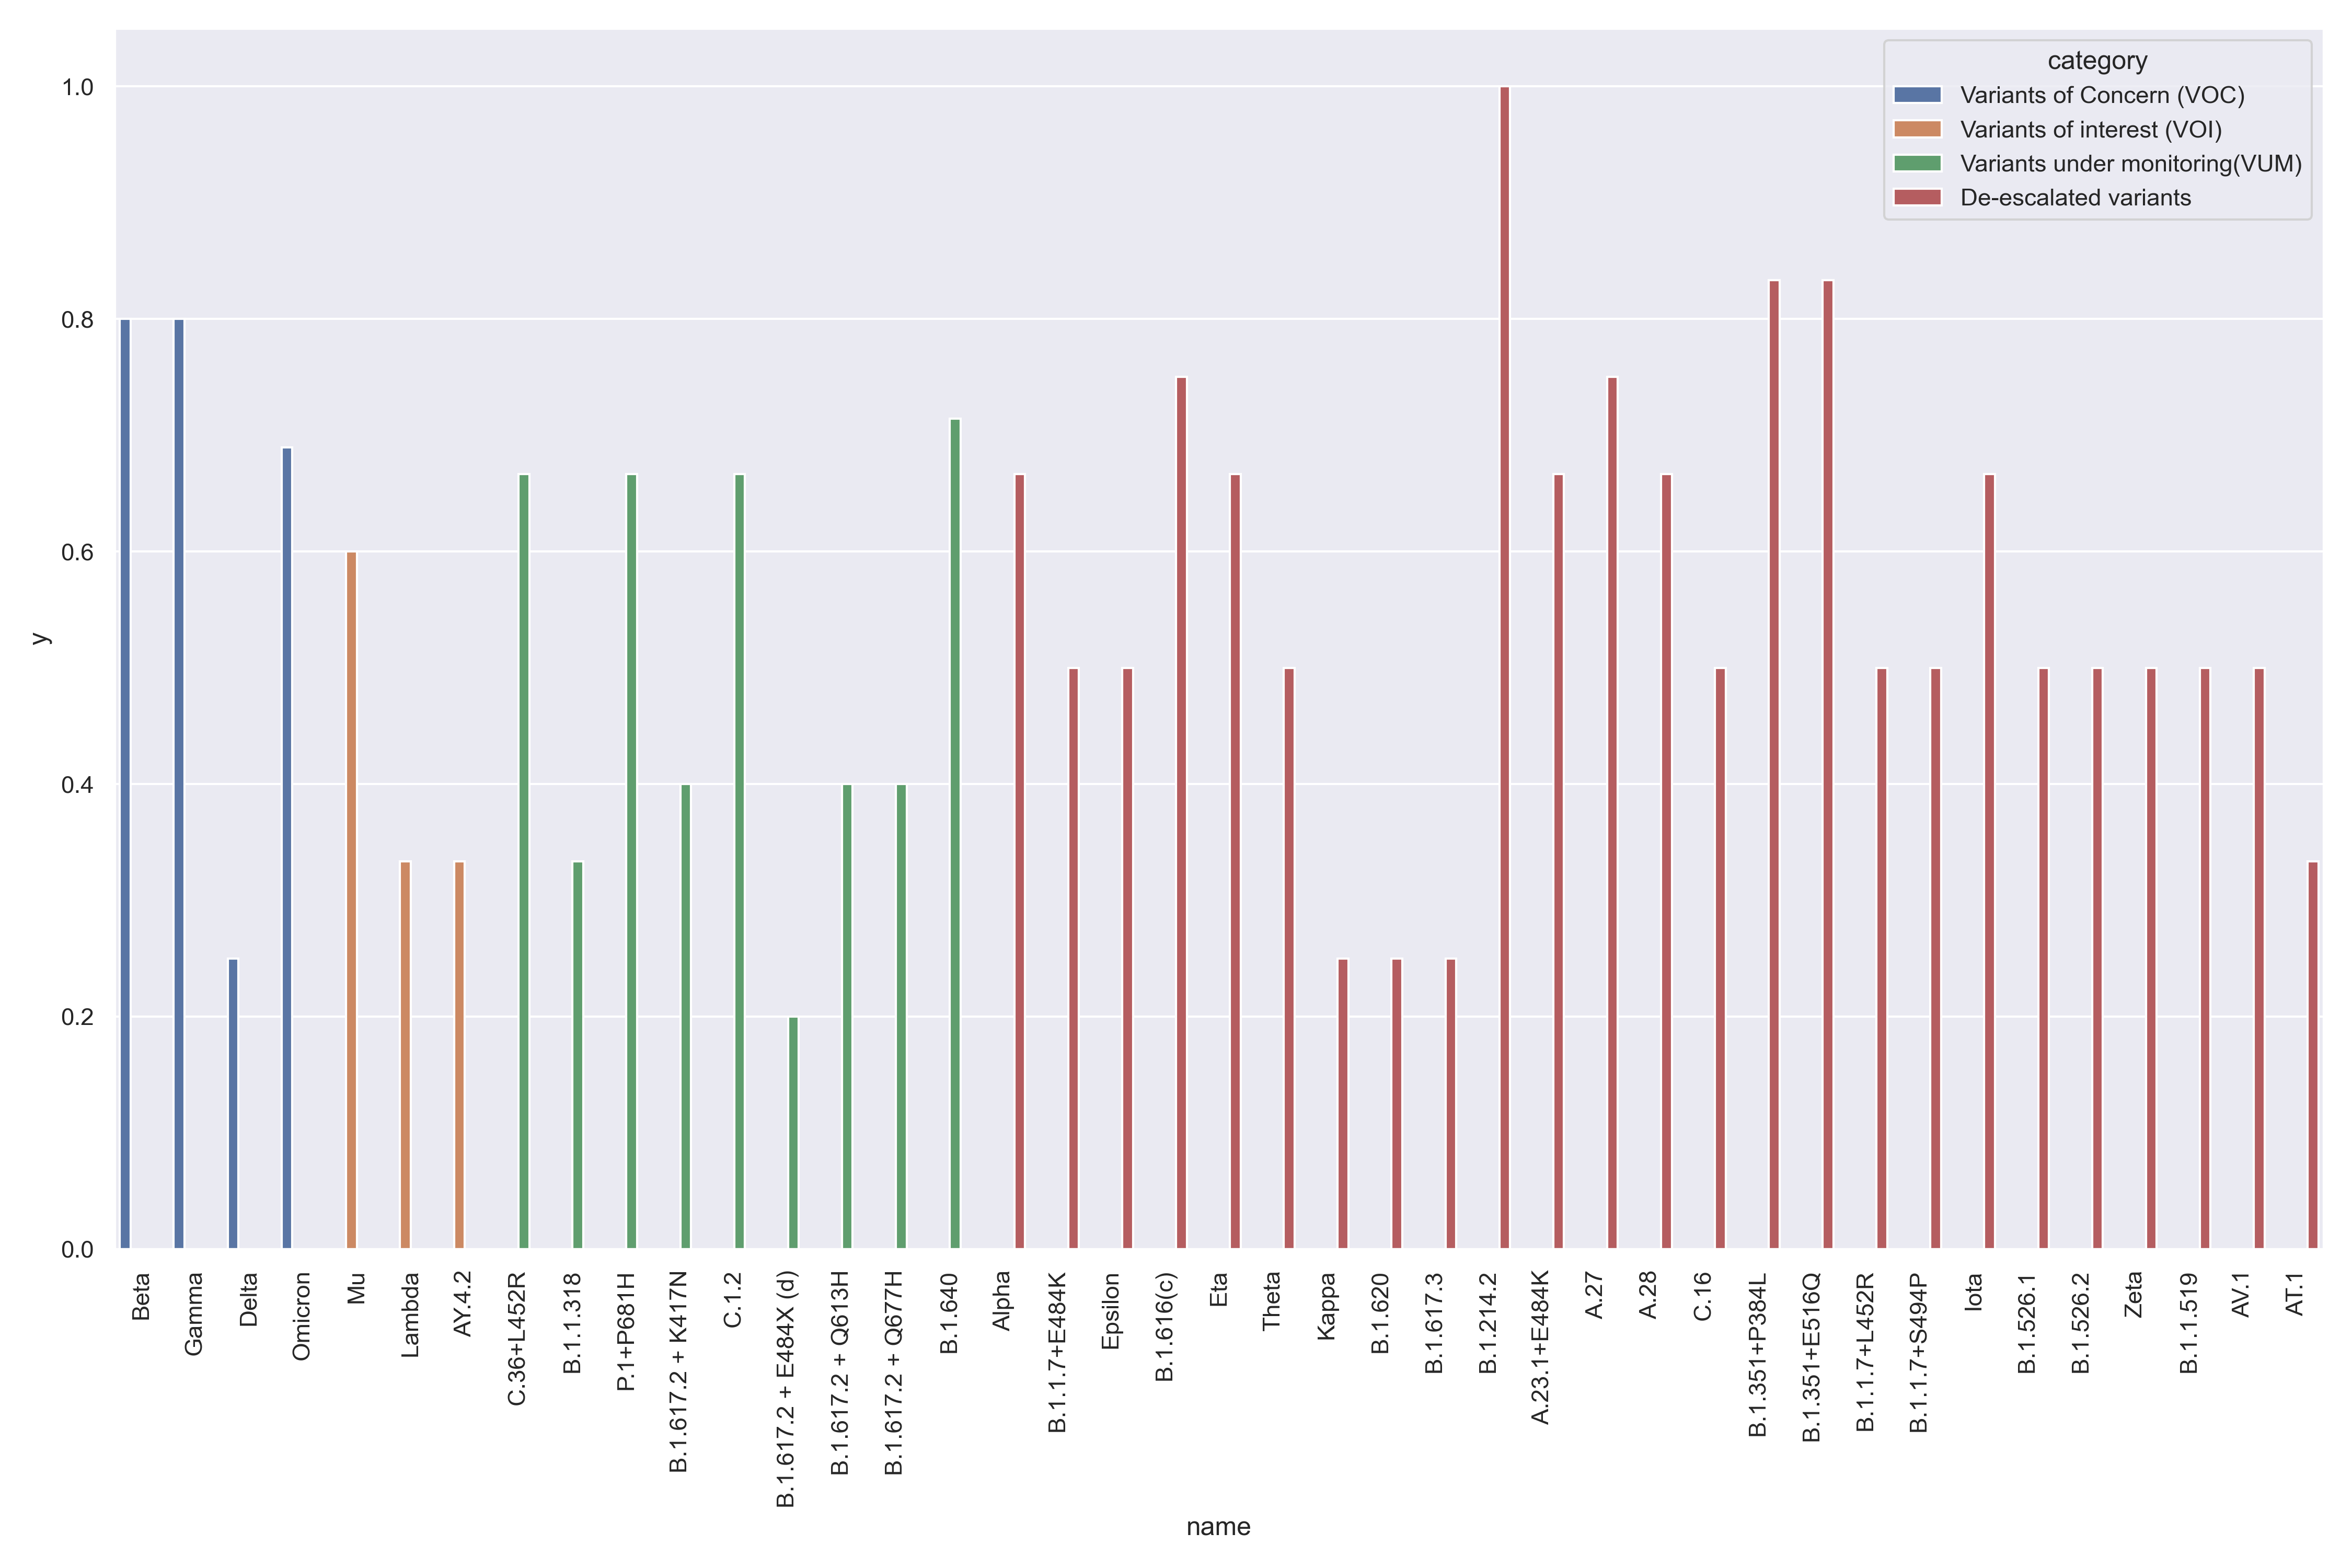 category
Variants of Concern (VOC)
Variants of interest (VOI)
Variants under monitoring(VUM)
De-escalated variants
1.0
0.8
0.6
0.4
0.2
0.0
y
Beta
Gamma
Delta
Omicron
Mu
Lambda
AY.4.2
C.36+L452R
B.1.1.318
P.1+P681H
B.1.617.2 + K417N
C.1.2
B.1.617.2 + E484X (d)
B.1.617.2 + Q613H
B.1.617.2 + Q677H
B.1.640
Alpha
B.1.1.7+E484K
Epsilon
B.1.616(c)
Eta
Theta
Kappa
B.1.620
B.1.617.3
B.1.214.2
A.23.1+E484K
A.27
A.28
C.16
B.1.351+P384L
B.1.351+E516Q
B.1.1.7+L452R
B.1.1.7+S494P
Iota
B.1.526.1
B.1.526.2
Zeta
B.1.1.519
AV.1
AT.1
name